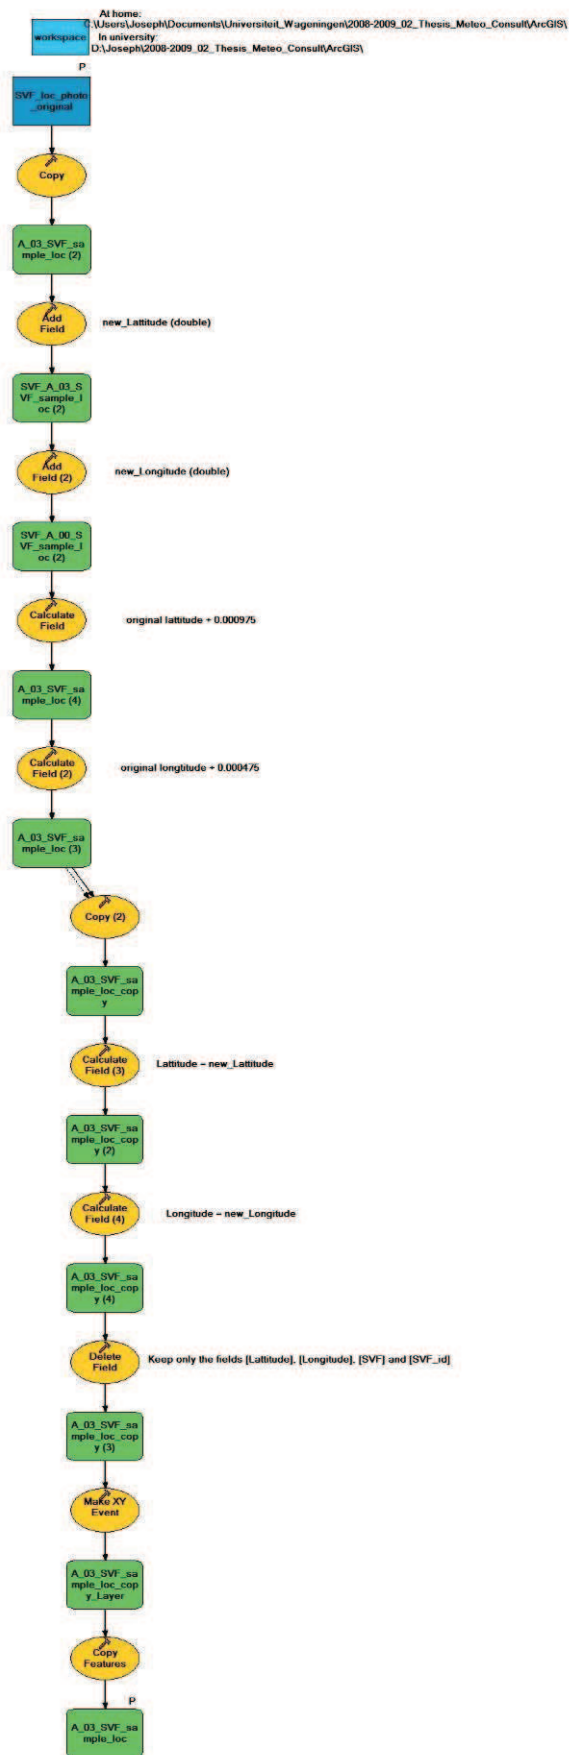 At home:
C:\Users\Joseph\Documents\Universiteit_Wageningen\2008-2009_02_Thesis_Meteo_Consult\ArcGIS\
workspace
In university:
D:\Joseph\2008-2009_02_Thesis_Meteo_Consult\ArcGIS\
P
SVF_loc_photo
_original
Copy
A_03_SVF_sa
mple_loc (2)
Add
Field
new_Lattitude (double)
SVF_A_03_S
VF_sample_l
oc (2)
Add
Field (2)
new_Longitude (double)
SVF_A_00_S
VF_sample_l
oc (2)
Calculate
Field
original lattitude + 0.000975
A_03_SVF_sa
mple_loc (4)
Calculate
Field (2)
original longtitude + 0.000475
A_03_SVF_sa
mple_loc (3)
Copy (2)
A_03_SVF_sa
mple_loc_cop
y
Calculate
Field (3)
Lattitude = new_Lattitude
A_03_SVF_sa
mple_loc_cop
y (2)
Calculate
Field (4)
Longitude = new_Longitude
A_03_SVF_sa
mple_loc_cop
y (4)
Delete
Field
Keep only the fields [Lattitude], [Longitude], [SVF] and [SVF_id]
A_03_SVF_sa
mple_loc_cop
y (3)
Make XY
Event
A_03_SVF_sa
mple_loc_cop
y_Layer
Copy
Features
P
A_03_SVF_sa
mple_loc